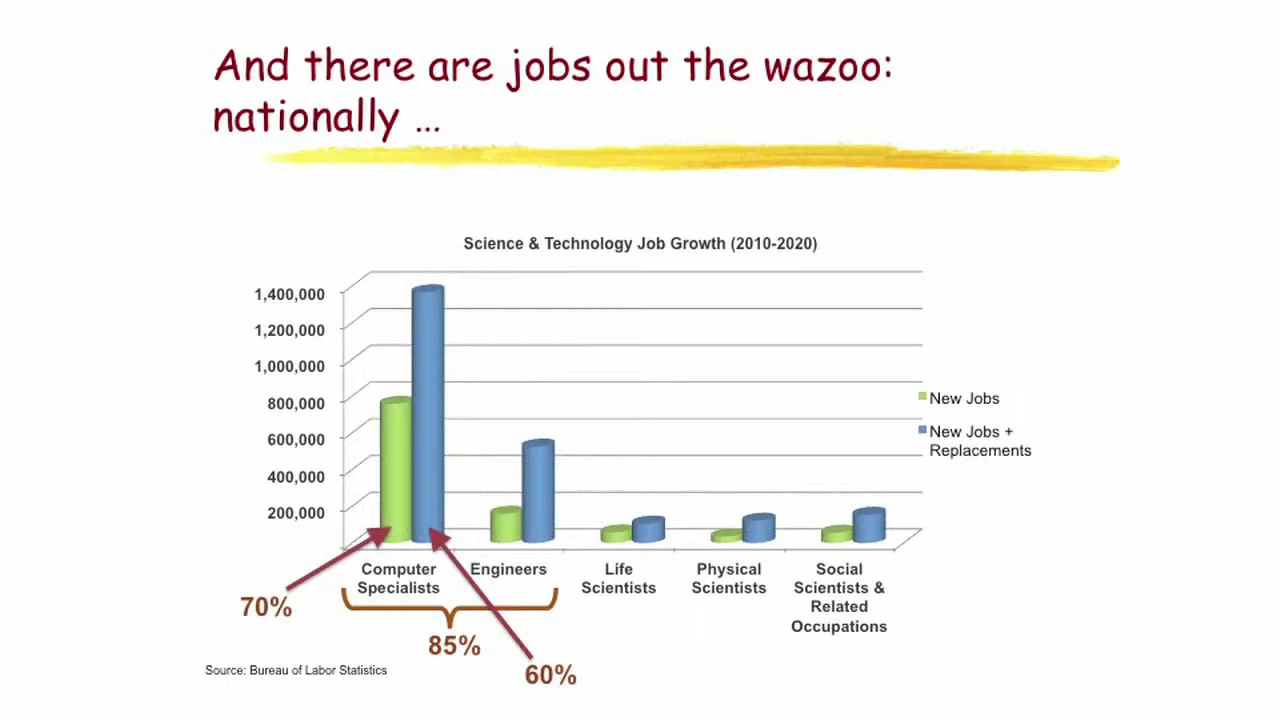 And there are jobs out the wazoo:
nationally …
Science & Technology Job Growth (2010-2020)
1,400,000
1,200,000
1,000,000
800,000
600,000
400,000
200,000
New Jobs
New Jobs +
Replacements
Computer
Specialists
Engineers
Life
Scientists
Physical
Scientists
Social
Scientists &
Related
Occupations
70%
85%
60%
Source: Bureau of Labor Statistics